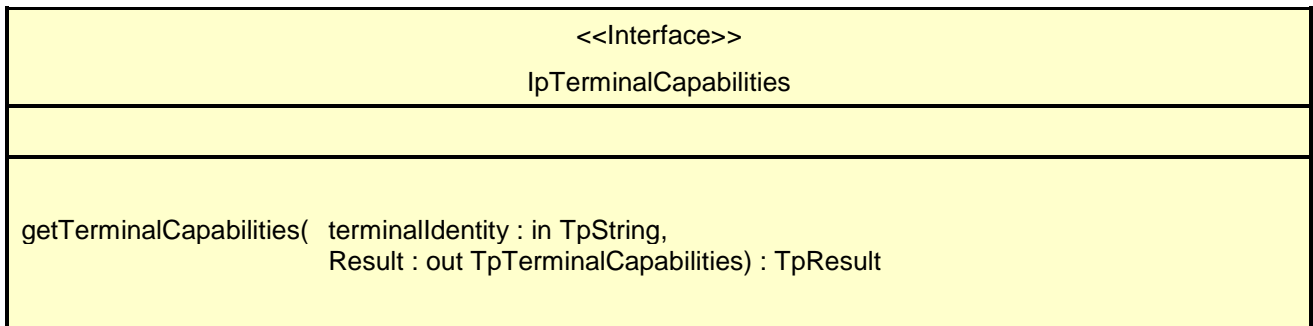 <<Interface>>
IpTerminalCapabilities
getTerminalCapabilities( terminalIdentity : in TpString,
Result : out TpTerminalCapabilities) : TpResult